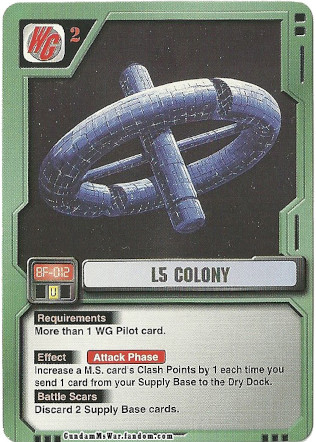 WG 2
BF-012
U
L5 COLONY
Requirements
More than 1 WG Pilot card.
Effect Attack Phase
Increase a M.S. card's Clash Points by 1 each time you
send 1 card from your Supply Base to the Dry Dock.
Battle Scars
Discard 2 Supply Base cards.
GundamMsWar.fandom.com